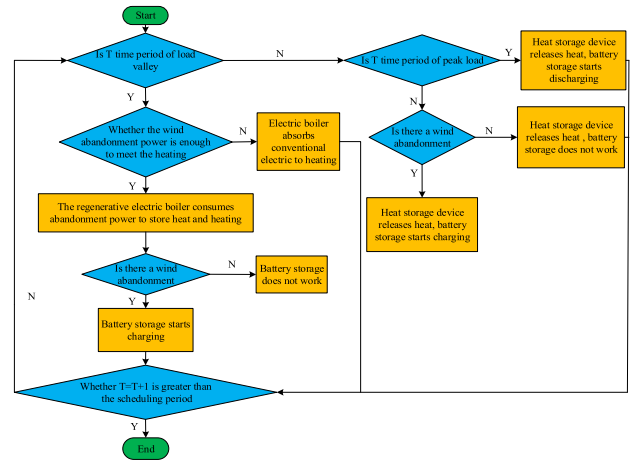 Start
Is T time period of load
valley
N
Is T time period of peak load
Y
Heat storage device
releases heat, battery
storage starts
discharging
Y
N
Whether the wind
abandonment power is enough
to meet the heating
N
Electric boiler
absorbs
conventional
electric to heating
Is there a wind
abandonment
N
Heat storage device
releases heat , battery
storage does not work
Y
Y
The regenerative electric boiler consumes
abandonment power to store heat and heating
Heat storage device
releases heat, battery
storage starts charging
Is there a wind
abandonment
N
Battery storage
does not work
N
Y
Battery storage starts
charging
Whether T=T+1 is greater than
the scheduling period
Y
End